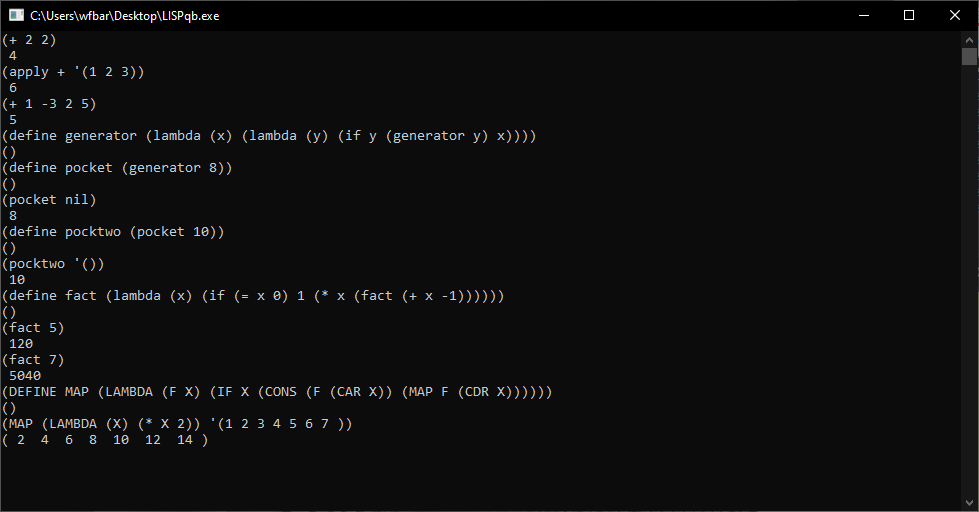 C:\Users\wfbar\Desktop\LISPqb.exe
(+ 2 2)
 4
(apply + '(1 2 3))
 6
(+ 1 -3 2 5)
 5
(define generator (lambda (x) (lambda (y) (if y (generator y) x))))
()
(define pocket (generator 8))
()
(pocket nil)
 8
(define pocktwo (pocket 10))
()
(pocktwo '())
 10
(define fact (lambda (x) (if (= x 0) 1 (* x (fact (+ x -1))))))
()
(fact 5)
 120
(fact 7)
 5040
(DEFINE MAP (LAMBDA (F X) (IF X (CONS (F (CAR X)) (MAP F (CDR X))))))
()
(MAP (LAMBDA (X) (* X 2)) '(1 2 3 4 5 6 7 ))
( 2  4  6  8  10  12  14 )